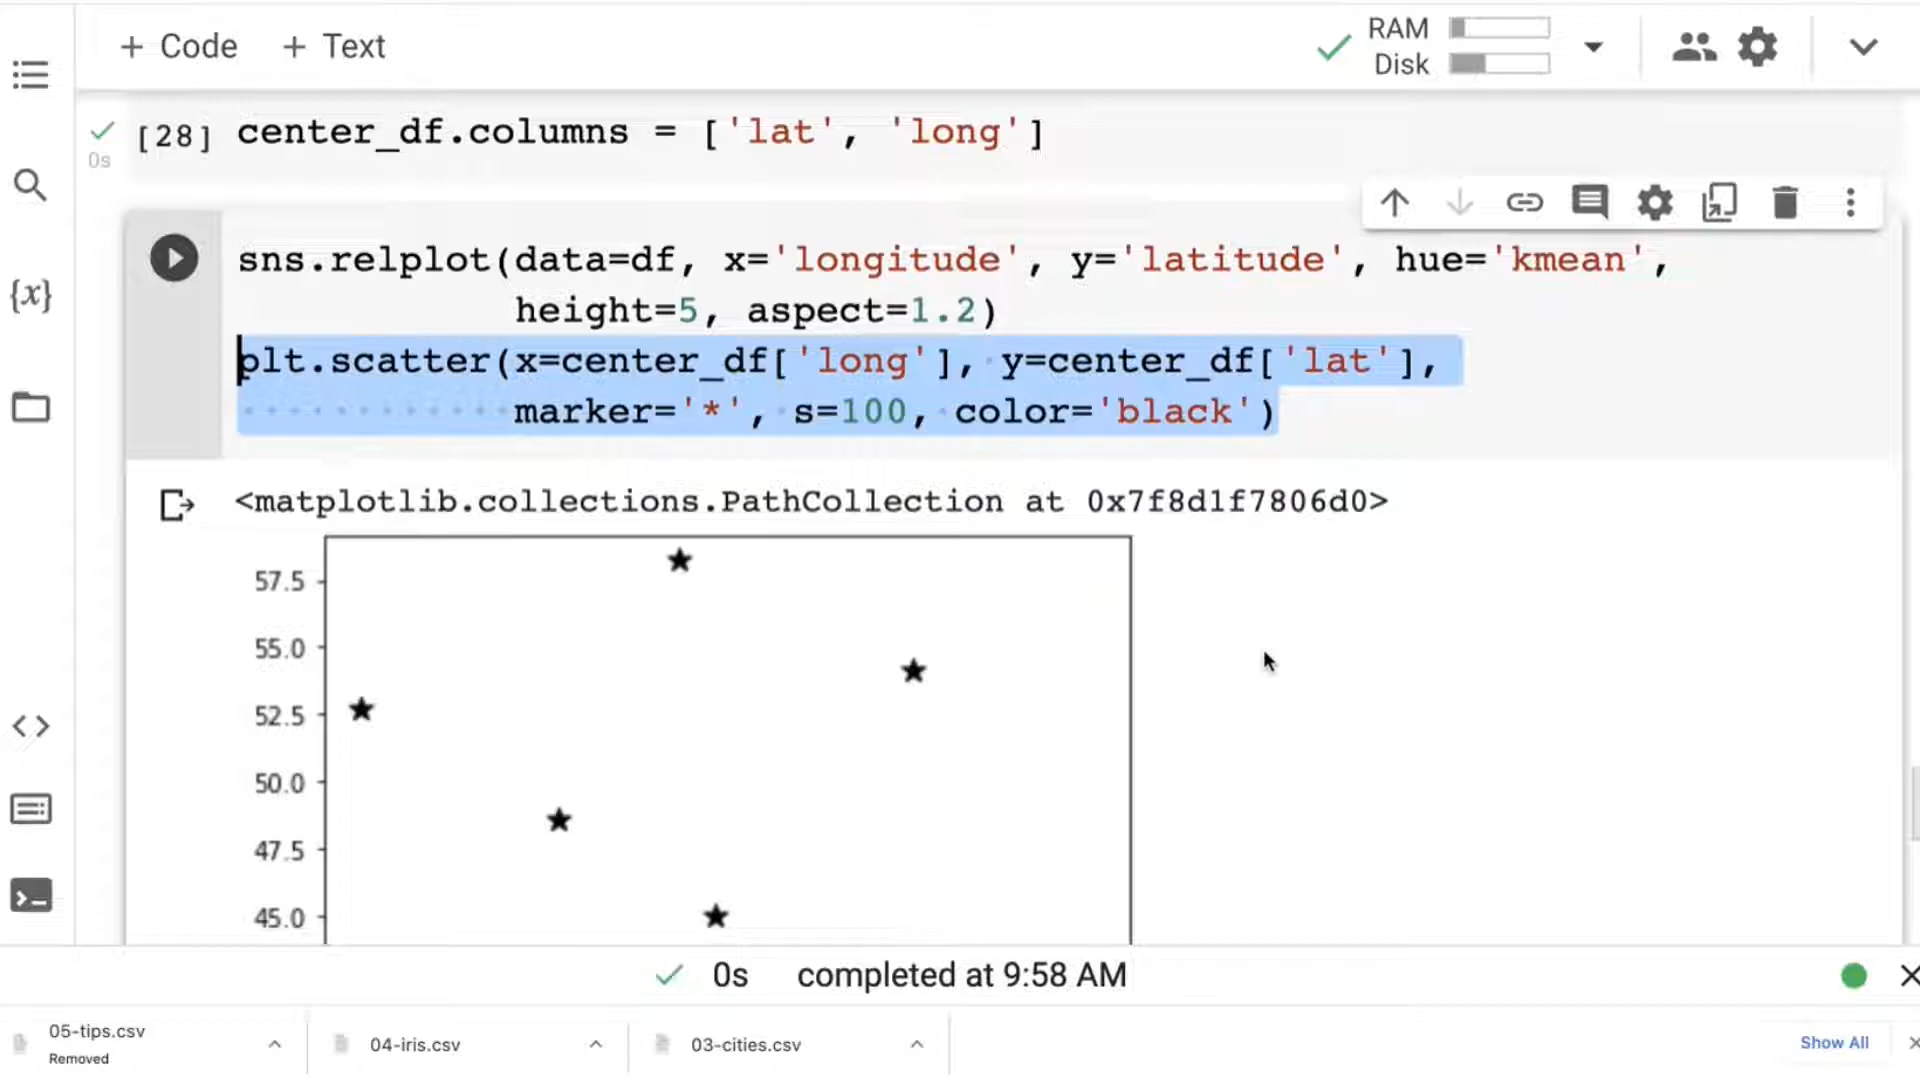 + Code + Text
RAM
Disk
[28] center_df.columns = ['lat', 'long']
0s
{x}
sns.relplot(data=df, x='longitude', y='latitude', hue='kmean',
height=5, aspect=1.2)
plt.scatter(x=center_df['long'], y=center_df['lat'],
marker='*', s=100, color='black')
<matplotlib.collections.PathCollection at 0x7f8d1f7806d0>
57.5
55.0
52.5
50.0
47.5
45.0
0s completed at 9:58 AM
05-tips.csv
Removed
04-iris.csv
03-cities.csv
Show All